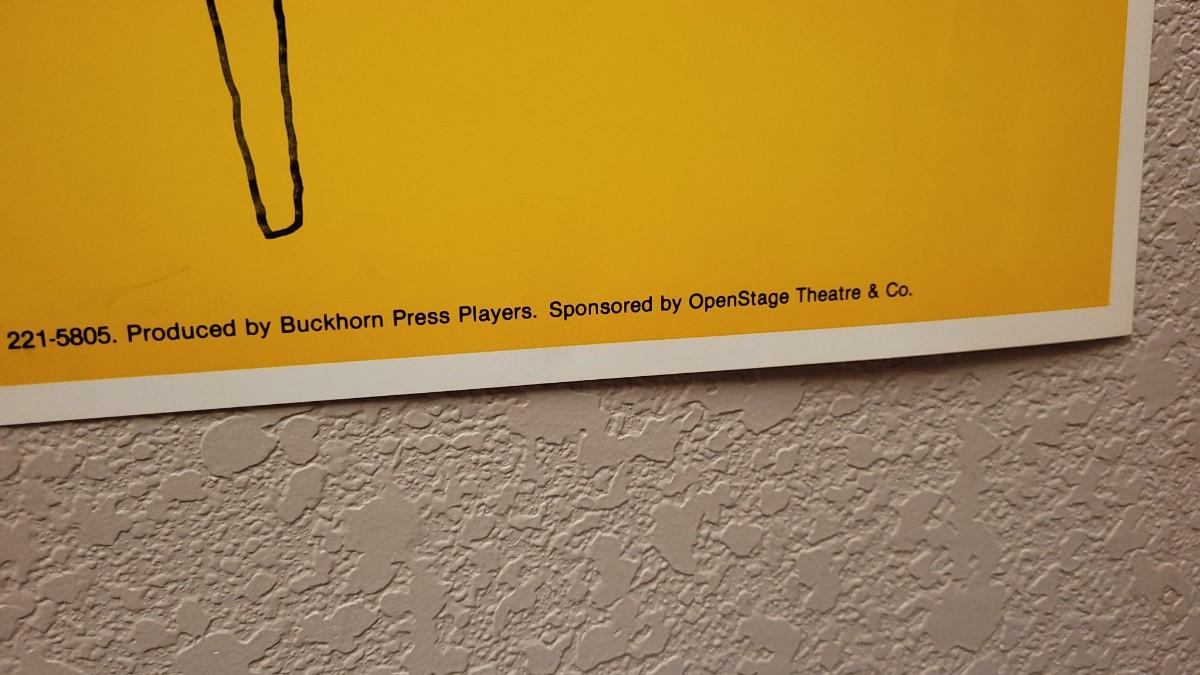 221-5805. Produced by Buckhorn Press Players. Sponsored by OpenStage Theatre & Co.